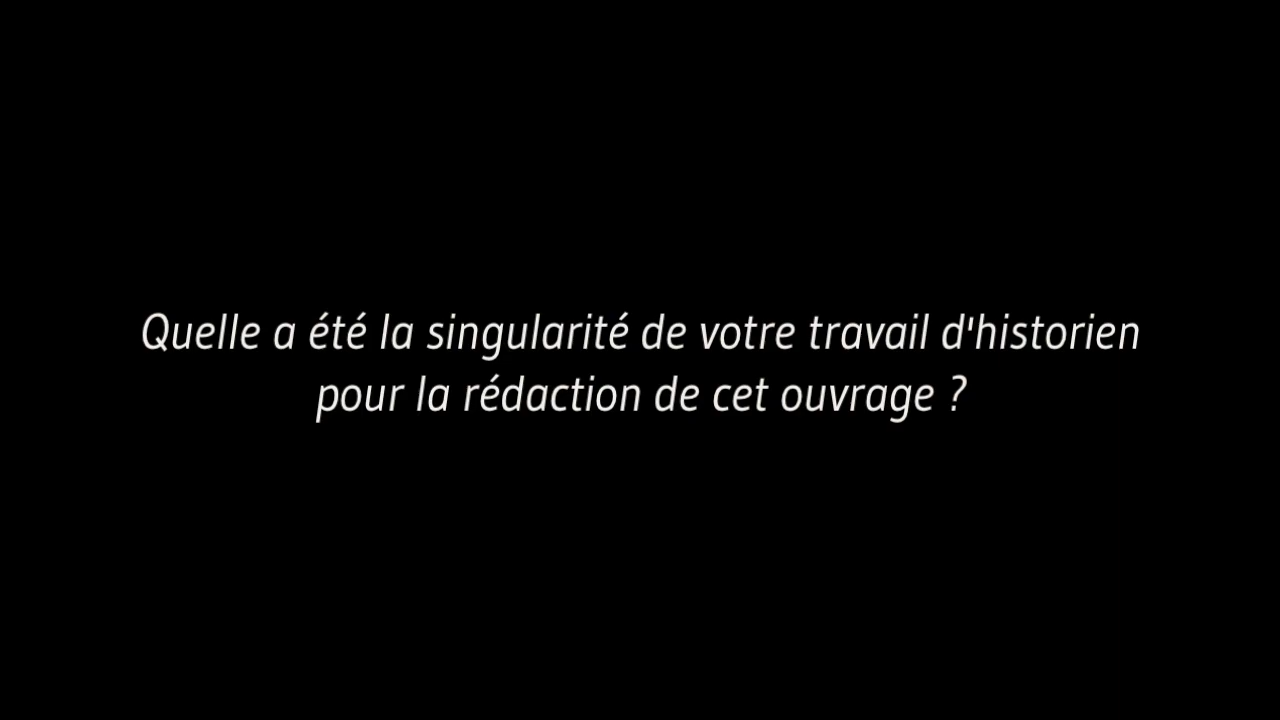 Quelle a été la singularité de votre travail d'historien
pour la rédaction de cet ouvrage ?